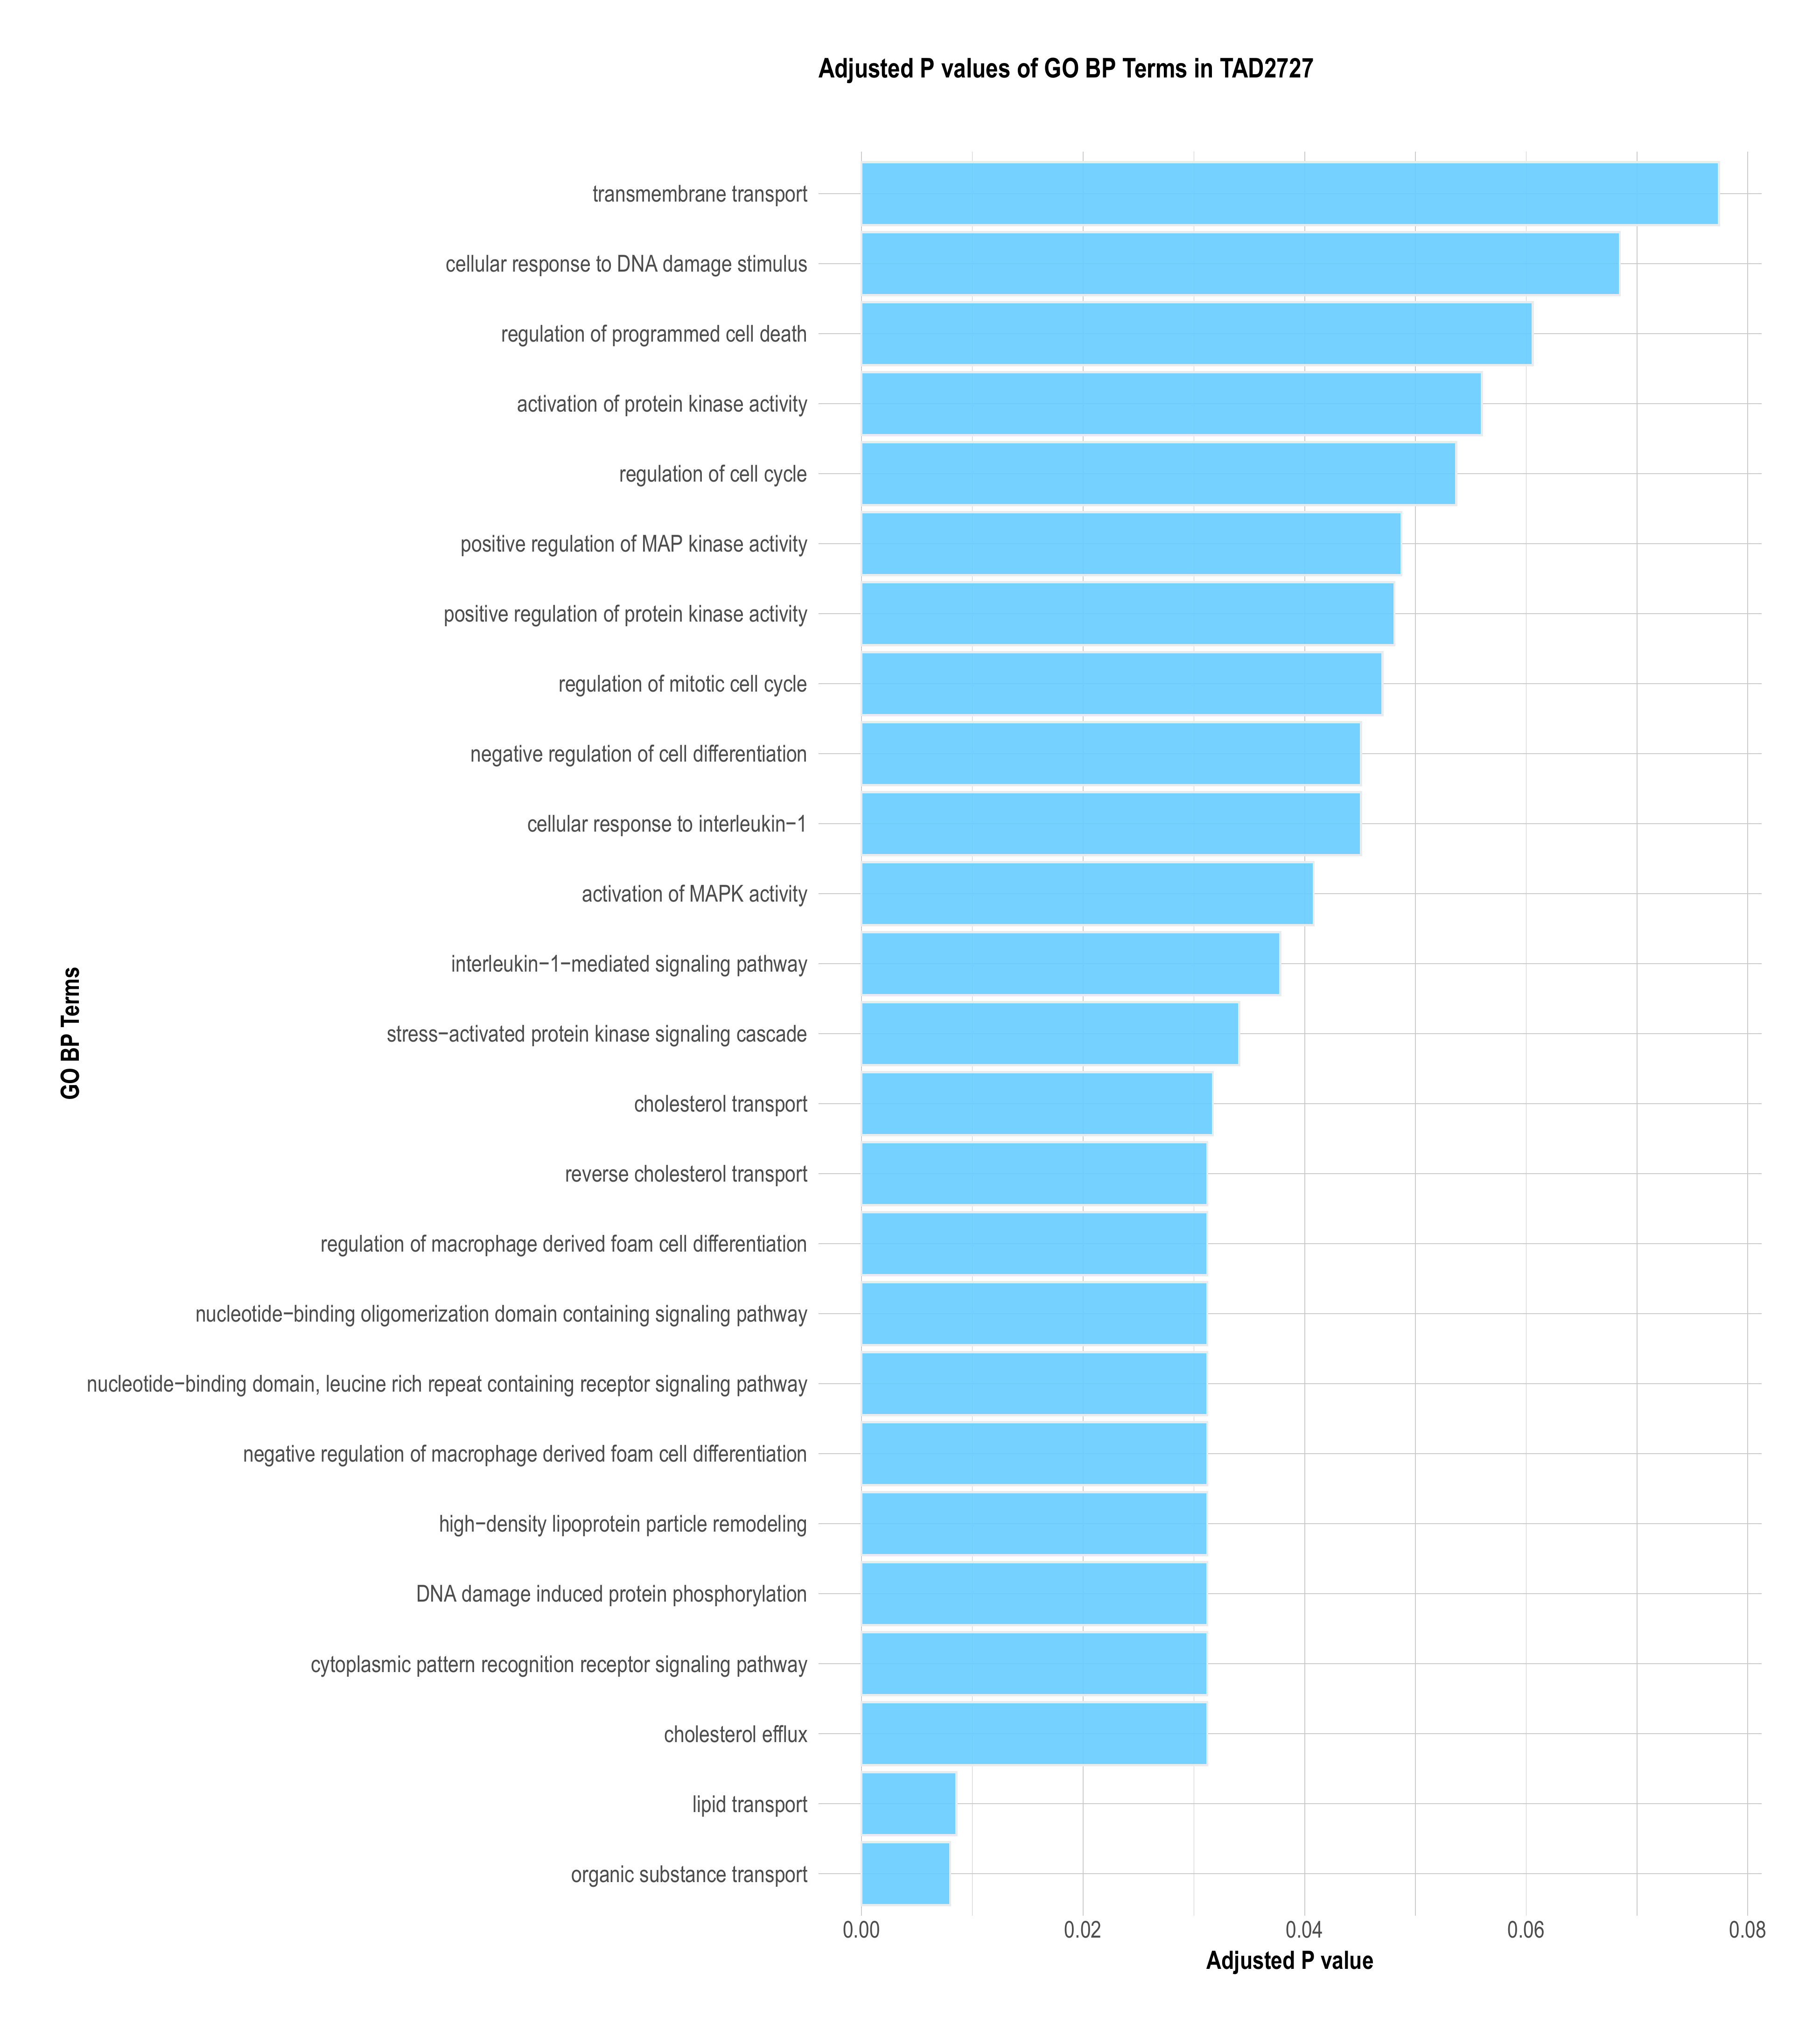 Adjusted P values of GO BP Terms in TAD2727
transmembrane transport
cellular response to DNA damage stimulus
regulation of programmed cell death
activation of protein kinase activity
regulation of cell cycle
positive regulation of MAP kinase activity
positive regulation of protein kinase activity
regulation of mitotic cell cycle
negative regulation of cell differentiation
cellular response to interleukin−1
activation of MAPK activity
interleukin−1−mediated signaling pathway
stress−activated protein kinase signaling cascade
cholesterol transport
reverse cholesterol transport
regulation of macrophage derived foam cell differentiation
nucleotide−binding oligomerization domain containing signaling pathway
nucleotide−binding domain, leucine rich repeat containing receptor signaling pathway
negative regulation of macrophage derived foam cell differentiation
high−density lipoprotein particle remodeling
DNA damage induced protein phosphorylation
cytoplasmic pattern recognition receptor signaling pathway
cholesterol efflux
lipid transport
organic substance transport
GO BP Terms
0.00 0.02 0.04 0.06 0.08
Adjusted P value